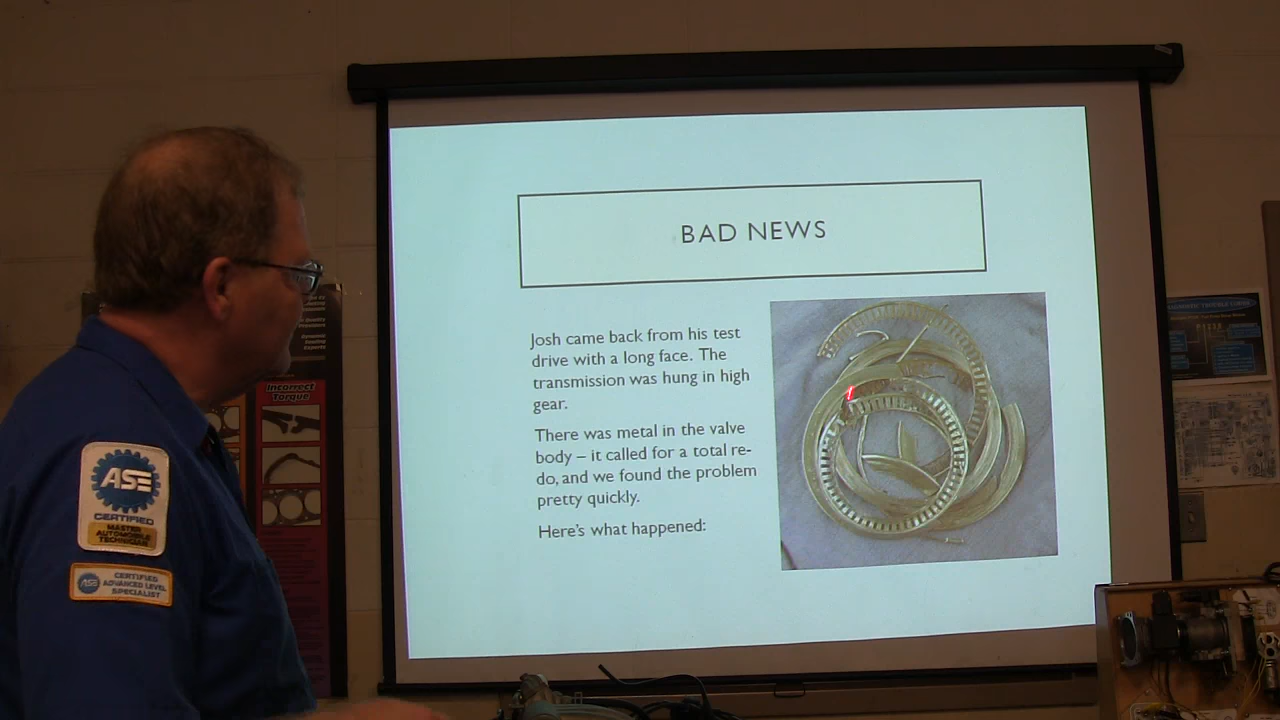 BAD NEWS
Josh came back from his test
drive with a long face. The
transmission was hung in high
gear.
There was metal in the valve
body – it called for a total re-
do, and we found the problem
pretty quickly.
Here's what happened:
Incorrect
Torque
ASE
CERTIFIED
MASTER
AUTOMOBILE
TECHNICIAN
ASE
CERTIFIED
ADVANCED LEVEL
SPECIALIST